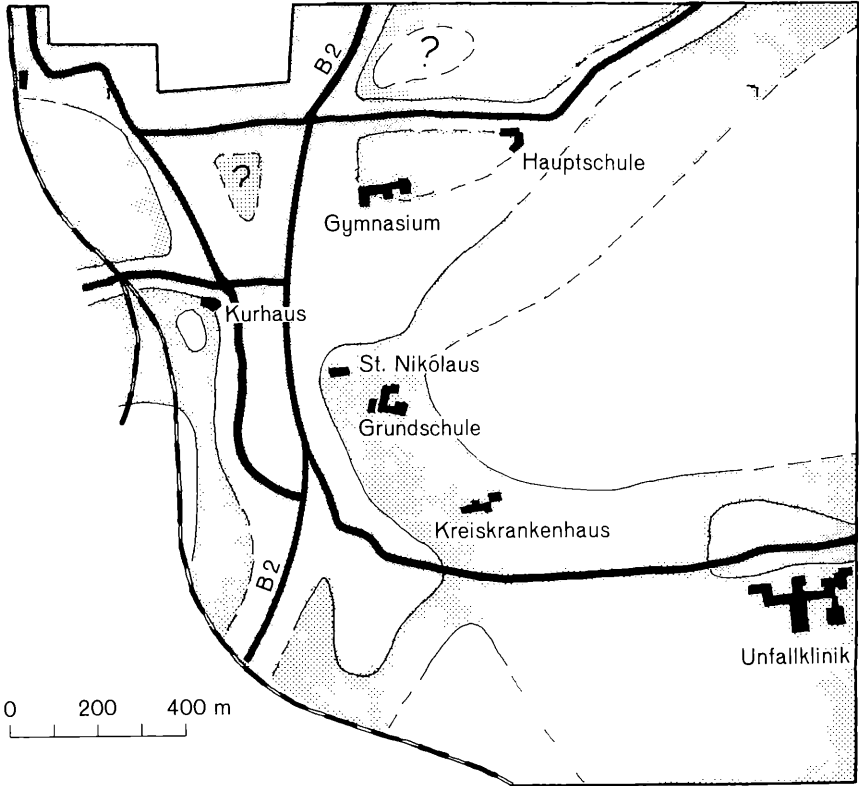 B2
?
Hauptschule
?
Gymnasium
Kurhaus
St. Nikolaus
Grundschule
Kreiskrankenhaus
B2
Unfallklinik
0 200 400 m